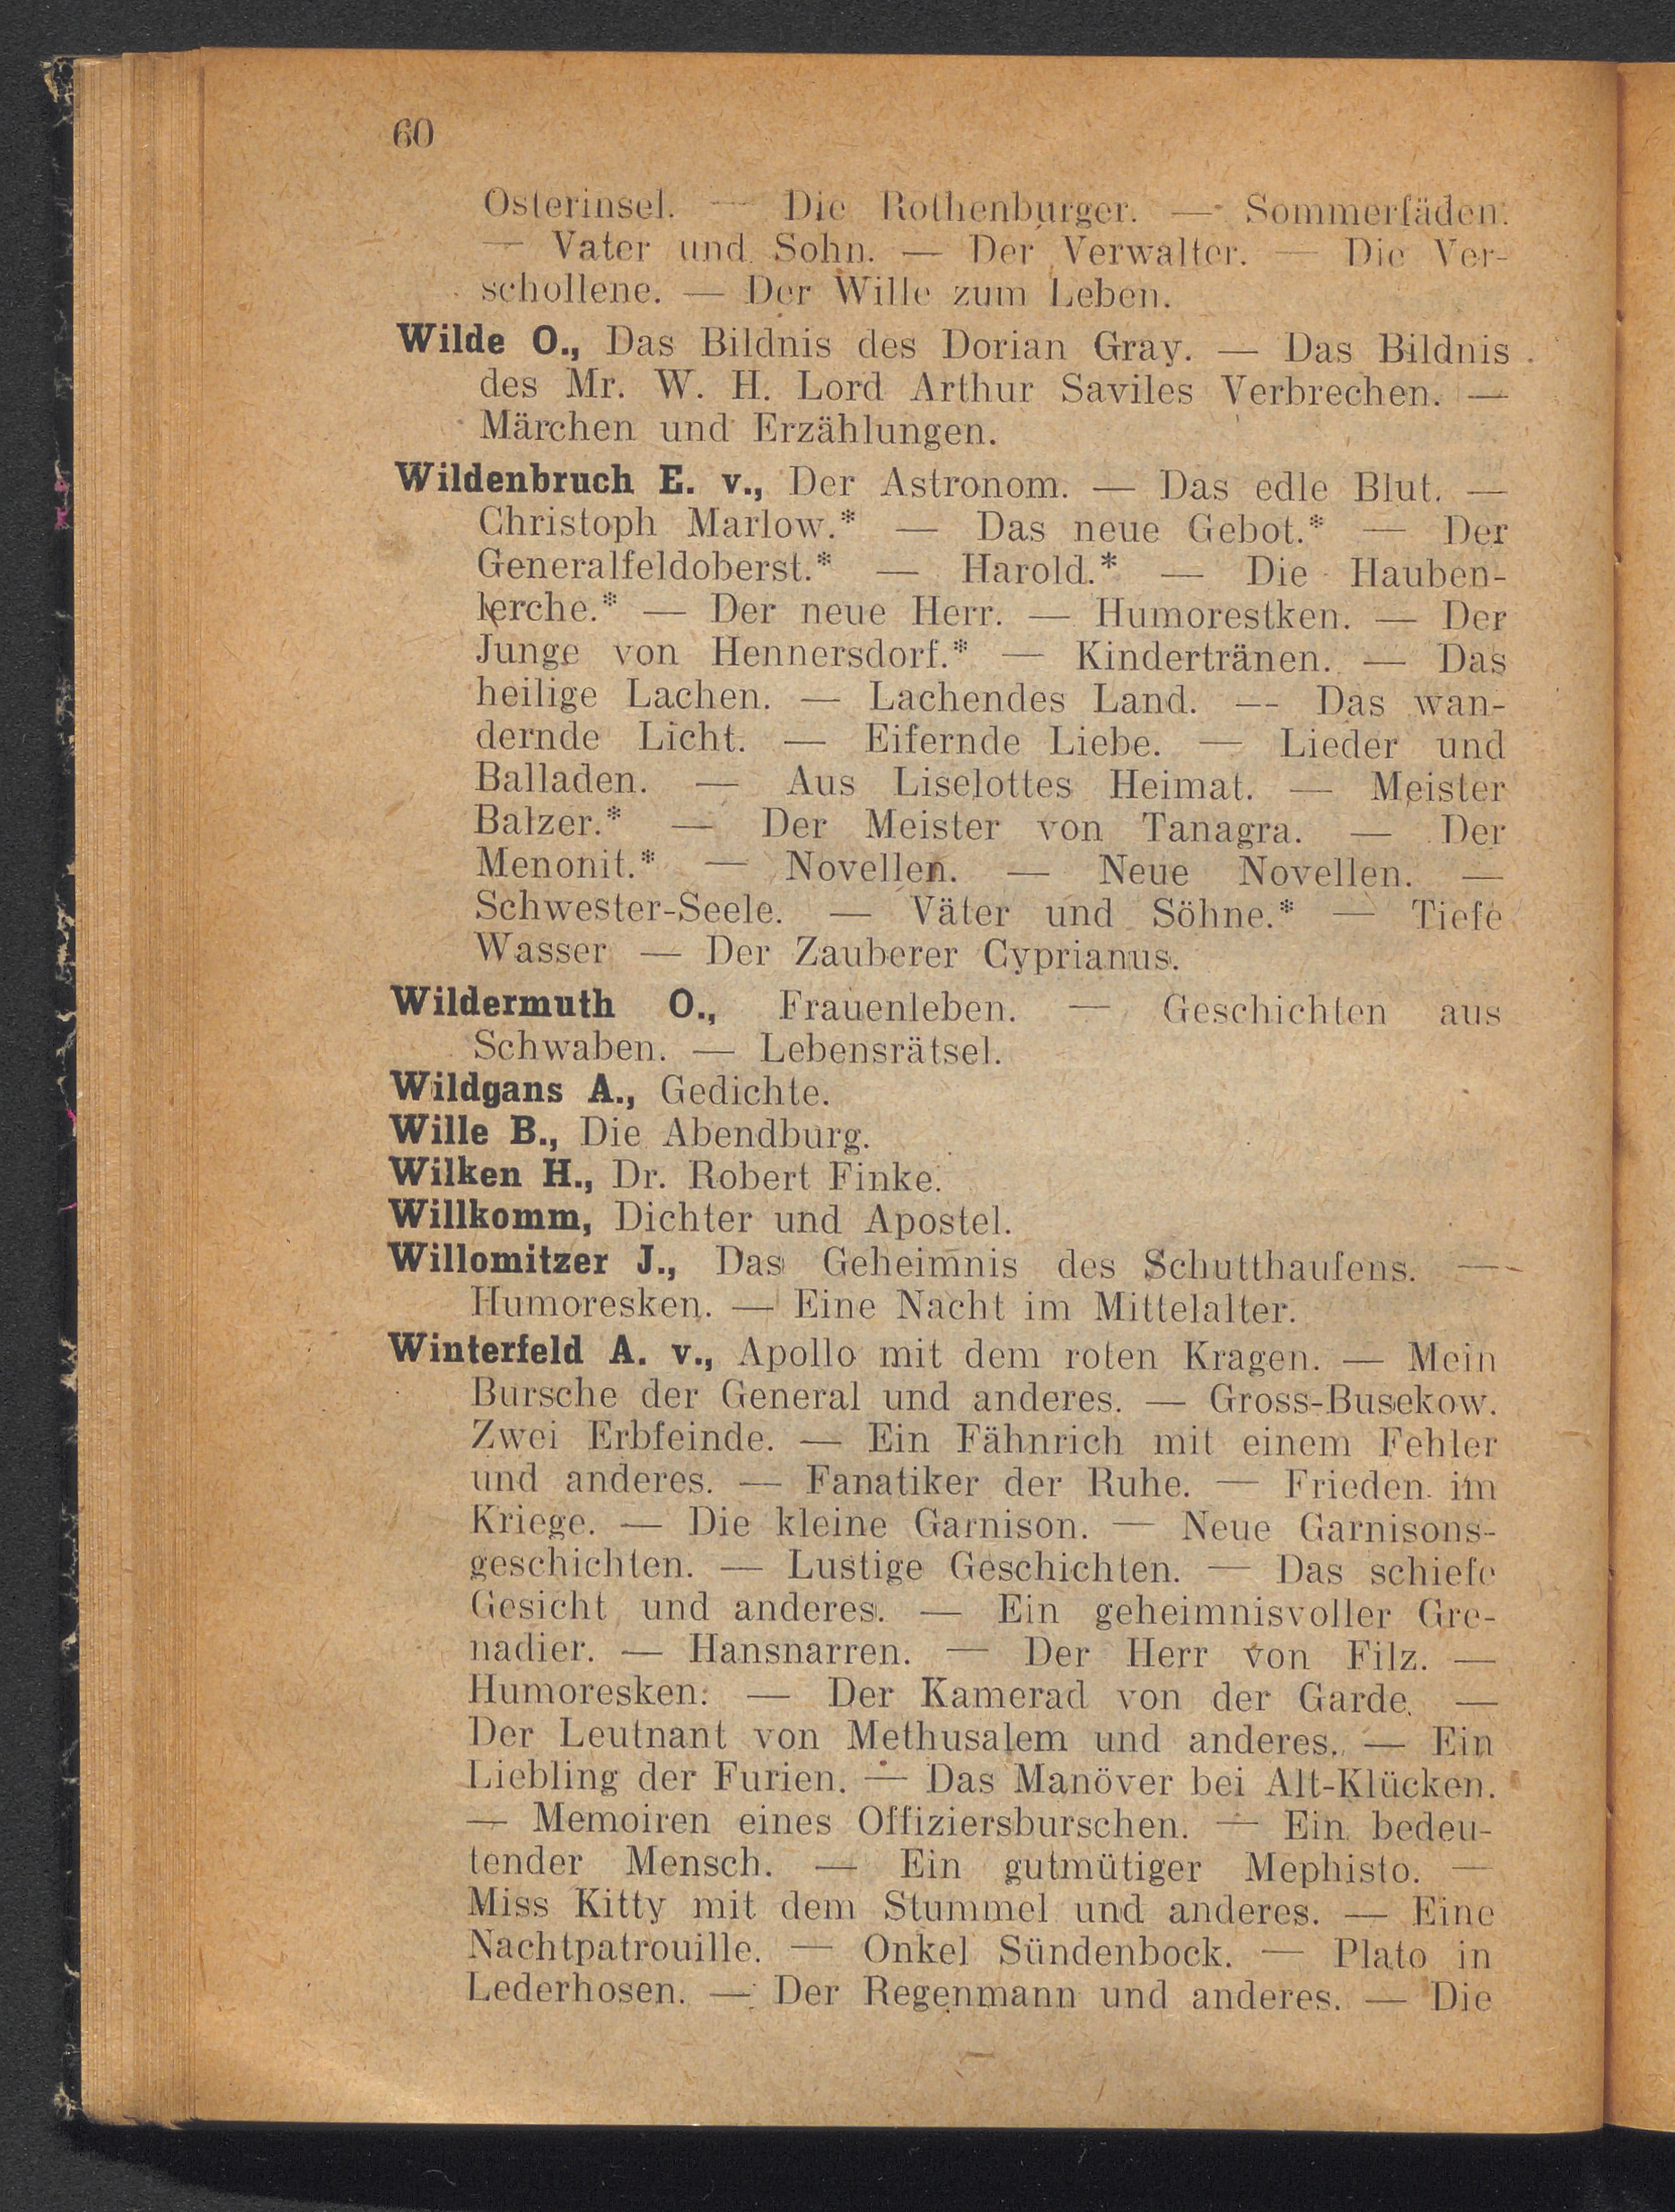 60
Osterinsel. — Die Rothenburger. — Sommerfäden.
— Vater und Sohn. — Der Verwalter. — Die Ver-
schollene. — Der Wille zum Leben.
Wilde O., Das Bildnis des Dorian Gray. — Das Bildnis
des Mr. W. H. Lord Arthur Saviles Verbrechen. —
Märchen und Erzählungen.
Wildenbruch E. v., Der Astronom. — Das edle Blut. —
Christoph Marlow.* — Das neue Gebot.* — Der
Generalfeldoberst.* — Harold.* — Die Hauben-
lerche.* — Der neue Herr. — Humorestken. — Der
Junge von Hennersdorf.* — Kindertränen. — Das
heilige Lachen. — Lachendes Land. — Das wan-
dernde Licht. — Eifernde Liebe. — Lieder und
Balladen. — Aus Liselottes Heimat. — Meister
Balzer.* — Der Meister von Tanagra. — Der
Menonit.* — Novellen. — Neue Novellen. —
Schwester-Seele. — Väter und Söhne.* — Tiefe
Wasser — Der Zauberer Cyprianus.
Wildermuth O., Frauenleben. — Geschichten aus
Schwaben. — Lebensrätsel.
Wildgans A., Gedichte.
Wille B., Die Abendburg.
Wilken H., Dr. Robert Finke.
Willkomm, Dichter und Apostel.
Willomitzer J., Das Geheimnis des Schutthaufens. —
Humoresken. — Eine Nacht im Mittelalter.
Winterfeld A. v., Apollo mit dem roten Kragen. — Mein
Bursche der General und anderes. — Gross-Busekow.
Zwei Erbfeinde. — Ein Fähnrich mit einem Fehler
und anderes. — Fanatiker der Ruhe. — Frieden im
Kriege. — Die kleine Garnison. — Neue Garnisons-
geschichten. — Lustige Geschichten. — Das schiefe
Gesicht und anderes. — Ein geheimnisvoller Gre-
nadier. — Hansnarren. — Der Herr von Filz. —
Humoresken. — Der Kamerad von der Garde. —
Der Leutnant von Methusalem und anderes. — Ein
Liebling der Furien. — Das Manöver bei Alt-Klücken.
— Memoiren eines Offiziersburschen. — Ein bedeu-
tender Mensch. — Ein gutmütiger Mephisto. —
Miss Kitty mit dem Stummel und anderes. — Eine
Nachtpatrouille. — Onkel Sündenbock. — Plato in
Lederhosen. — Der Regenmann und anderes. — Die